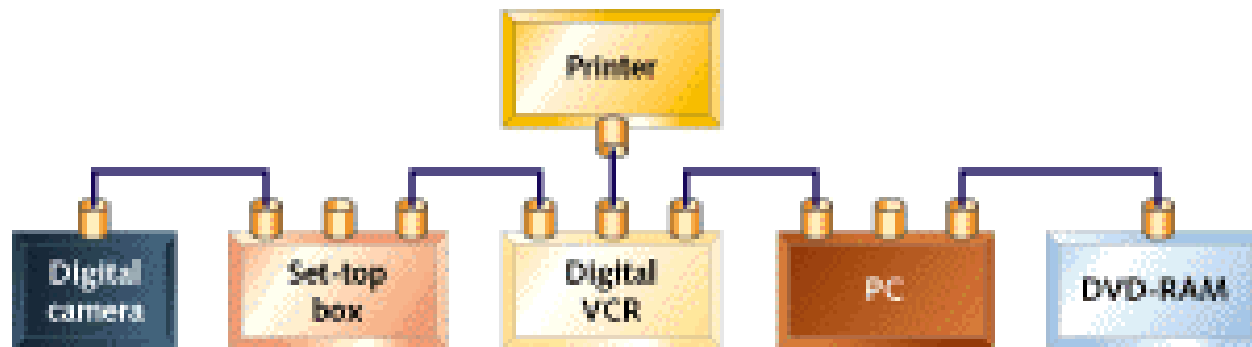 Printer
Digital
camera
Set-top
box
Digital
VCR
PC
DVD-RAM